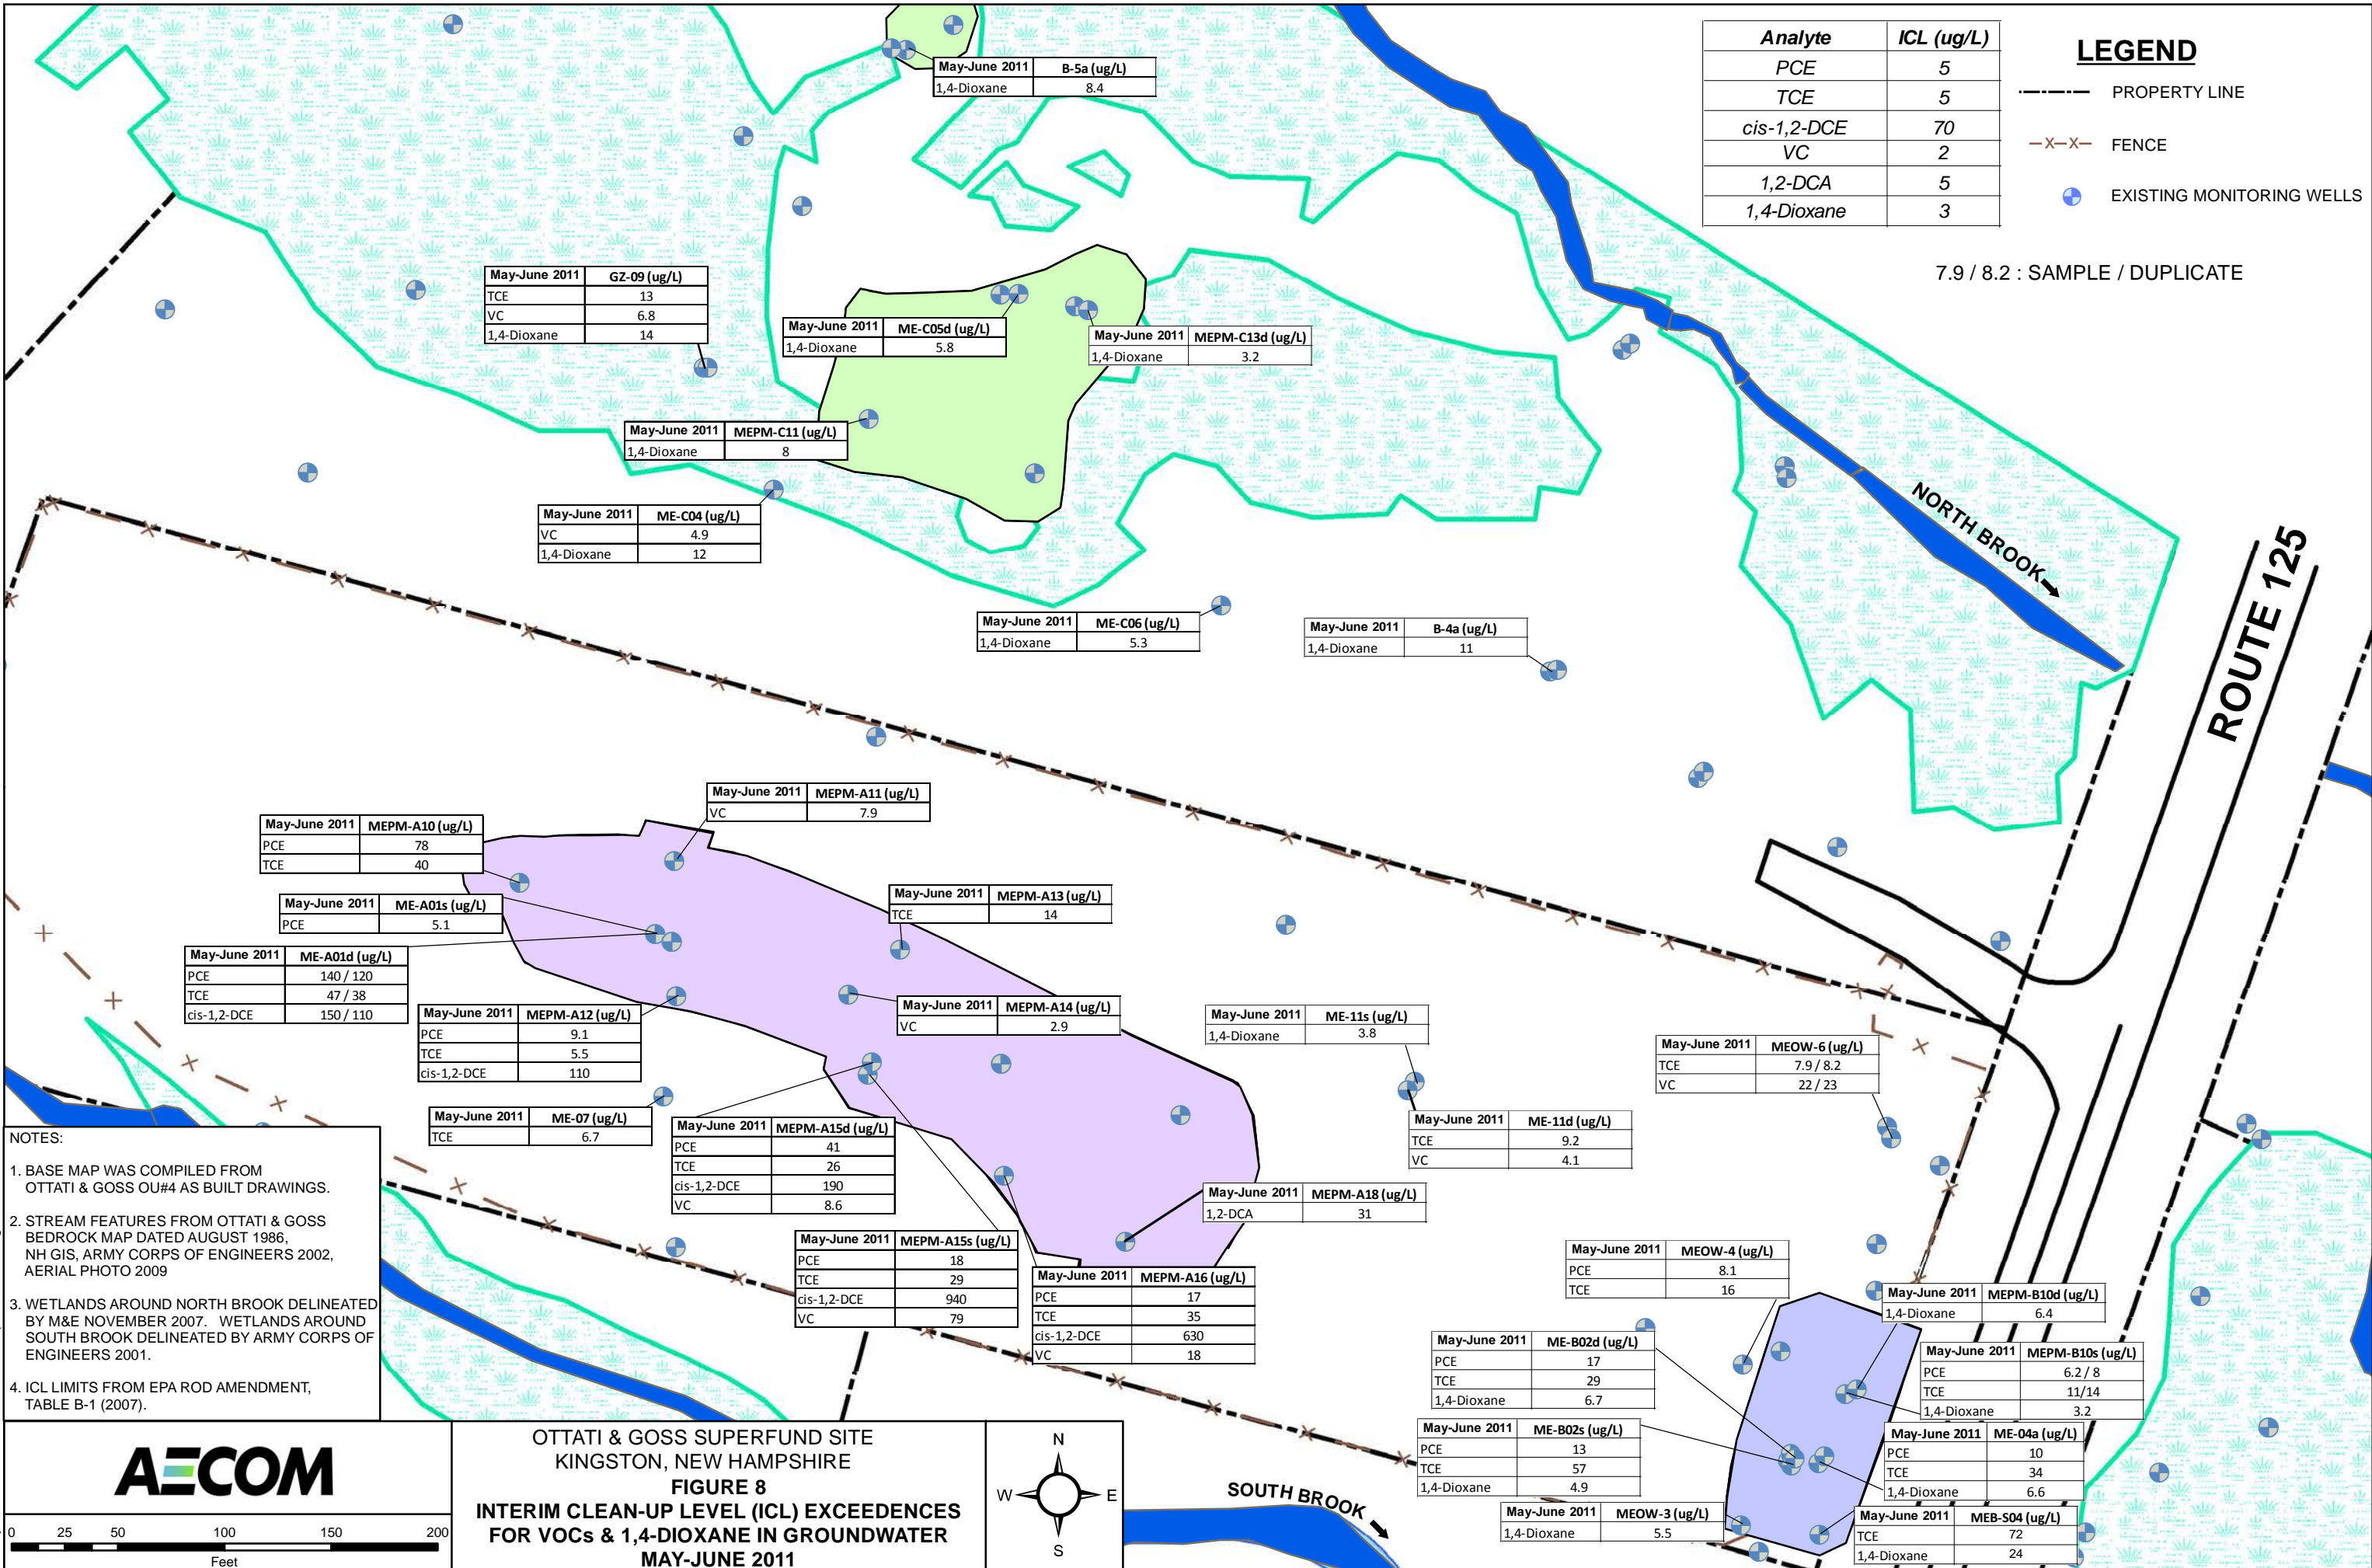 May-June 2011 B-5a (ug/L)
1,4-Dioxane 8.4
Analyte ICL (ug/L)
PCE 5
TCE 5
cis-1,2-DCE 70
VC 2
1,2-DCA 5
1,4-Dioxane 3
LEGEND
PROPERTY LINE
—X—X— FENCE
EXISTING MONITORING WELLS
7.9 / 8.2 : SAMPLE / DUPLICATE
May-June 2011 GZ-09 (ug/L)
TCE 13
VC 6.8
1,4-Dioxane 14
May-June 2011 ME-C05d (ug/L)
1,4-Dioxane 5.8
May-June 2011 MEPM-C13d (ug/L)
1,4-Dioxane 3.2
May-June 2011 MEPM-C11 (ug/L)
1,4-Dioxane 8
May-June 2011 ME-C04 (ug/L)
VC 4.9
1,4-Dioxane 12
May-June 2011 ME-C06 (ug/L)
1,4-Dioxane 5.3
May-June 2011 B-4a (ug/L)
1,4-Dioxane 11
NORTH BROOK
ROUTE 125
May-June 2011 MEPM-A11 (ug/L)
VC 7.9
May-June 2011 MEPM-A10 (ug/L)
PCE 78
TCE 40
May-June 2011 ME-A01s (ug/L)
PCE 5.1
May-June 2011 MEPM-A13 (ug/L)
TCE 14
May-June 2011 ME-A01d (ug/L)
PCE 140 / 120
TCE 47 / 38
cis-1,2-DCE 150 / 110
May-June 2011 MEPM-A12 (ug/L)
PCE 9.1
TCE 5.5
cis-1,2-DCE 110
May-June 2011 MEPM-A14 (ug/L)
VC 2.9
May-June 2011 ME-11s (ug/L)
1,4-Dioxane 3.8
May-June 2011 MEOW-6 (ug/L)
TCE 7.9 / 8.2
VC 22 / 23
May-June 2011 ME-07 (ug/L)
TCE 6.7
May-June 2011 MEPM-A15d (ug/L)
PCE 41
TCE 26
cis-1,2-DCE 190
VC 8.6
May-June 2011 ME-11d (ug/L)
TCE 9.2
VC 4.1
May-June 2011 MEPM-A18 (ug/L)
1,2-DCA 31
May-June 2011 MEPM-A15s (ug/L)
PCE 18
TCE 29
cis-1,2-DCE 940
VC 79
May-June 2011 MEPM-A16 (ug/L)
PCE 17
TCE 35
cis-1,2-DCE 630
VC 18
May-June 2011 MEOW-4 (ug/L)
PCE 8.1
TCE 16
May-June 2011 MEPM-B10d (ug/L)
1,4-Dioxane 6.4
May-June 2011 ME-B02d (ug/L)
PCE 17
TCE 29
1,4-Dioxane 6.7
May-June 2011 MEPM-B10s (ug/L)
PCE 6.2 / 8
TCE 11/14
1,4-Dioxane 3.2
May-June 2011 ME-B02s (ug/L)
PCE 13
TCE 57
1,4-Dioxane 4.9
May-June 2011 ME-04a (ug/L)
PCE 10
TCE 34
1,4-Dioxane 6.6
May-June 2011 MEOW-3 (ug/L)
1,4-Dioxane 5.5
May-June 2011 MEB-S04 (ug/L)
TCE 72
1,4-Dioxane 24
SOUTH BROOK
NOTES:
1. BASE MAP WAS COMPILED FROM
OTTATI & GOSS OU#4 AS BUILT DRAWINGS.
2. STREAM FEATURES FROM OTTATI & GOSS
BEDROCK MAP DATED AUGUST 1986,
NH GIS, ARMY CORPS OF ENGINEERS 2002,
AERIAL PHOTO 2009
3. WETLANDS AROUND NORTH BROOK DELINEATED
BY M&E NOVEMBER 2007. WETLANDS AROUND
SOUTH BROOK DELINEATED BY ARMY CORPS OF
ENGINEERS 2001.
4. ICL LIMITS FROM EPA ROD AMENDMENT,
TABLE B-1 (2007).
AECOM
0 25 50 100 150 200
Feet
OTTATI & GOSS SUPERFUND SITE
KINGSTON, NEW HAMPSHIRE
FIGURE 8
INTERIM CLEAN-UP LEVEL (ICL) EXCEEDENCES
FOR VOCs & 1,4-DIOXANE IN GROUNDWATER
MAY-JUNE 2011
N
W E
S